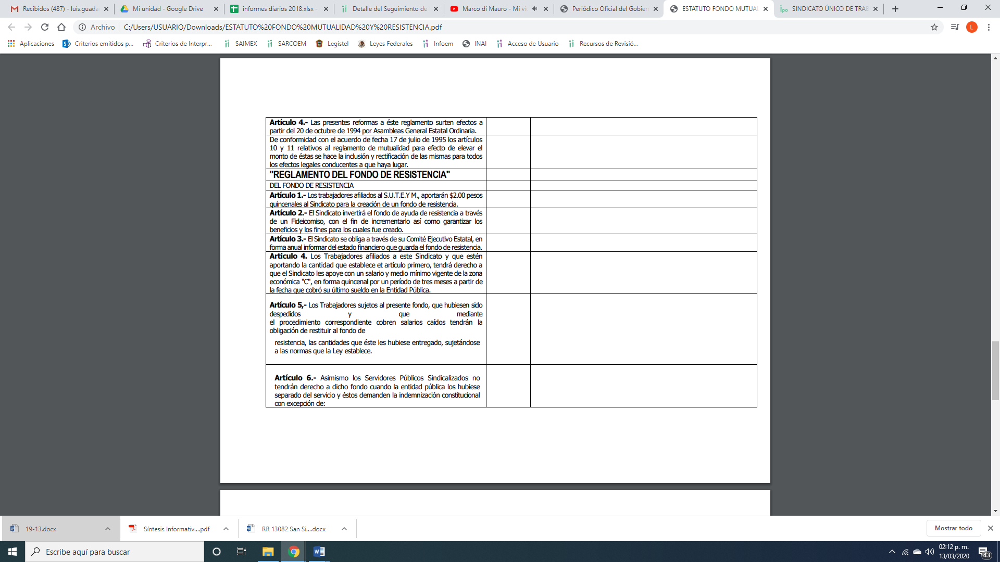 Recibidos (487) - luis.guada
Mi unidad - Google Drive
informes diarios 2018.xlsx -
Detalle del Seguimiento de
Marco di Mauro - Mi vi
Periódico Oficial del Gobier
ESTATUTO FONDO MUTUAL
SINDICATO ÚNICO DE TRAB
Archivo
C:/Users/USUARIO/Downloads/ESTATUTO%20FONDO%20MUTUALIDAD%20Y%20RESISTENCIA.pdf
L
Aplicaciones
Criterios emitidos p...
Criterios de Interpr...
SAIMEX
SARCOEM
Legistel
Leyes Federales
Infoem
INAI
Acceso de Usuario
Recursos de Revisió...
Artículo 4.- Las presentes reformas a éste reglamento surten efectos a
partir del 20 de octubre de 1994 por Asambleas General Estatal Ordinaria.
De conformidad con el acuerdo de fecha 17 de julio de 1995 los artículos
10 y 11 relativos al reglamento de mutualidad para efecto de elevar el
monto de éstas se hace la inclusión y rectificación de las mismas para todos
los efectos legales conducentes a que haya lugar.
"REGLAMENTO DEL FONDO DE RESISTENCIA"
DEL FONDO DE RESISTENCIA
Artículo 1.- Los trabajadores afiliados al S.U.T.E.Y M., aportarán $2.00 pesos
quincenales al Sindicato para la creación de un fondo de resistencia.
Artículo 2.- El Sindicato invertirá el fondo de ayuda de resistencia a través
de un Fideicomiso, con el fin de incrementarlo así como garantizar los
beneficios y los fines para los cuales fue creado.
Artículo 3.- El Sindicato se obliga a través de su Comité Ejecutivo Estatal, en
forma anual informar del estado financiero que guarda el fondo de resistencia.
Articulo 4. Los Trabajadores afiliados a este Sindicato y que estén
aportando la cantidad que establece et artículo primero, tendrá derecho a
que el Sindicato les apoye con un salario y medio mínimo vigente de la zona
económica "C", en forma quincenal por un período de tres meses a partir de
la fecha que cobró su último sueldo en la Entidad Pública.
Artículo 5,- Los Trabajadores sujetos al presente fondo, que hubiesen sido
despedidos y que mediante
el procedimiento correspondiente cobren salarios caídos tendrán la
obligación de restituir al fondo de
resistencia, las cantidades que éste les hubiese entregado, sujetándose
a las normas que la Ley establece.
Artículo 6.- Asimismo los Servidores Públicos Sindicalizados no
tendrán derecho a dicho fondo cuando la entidad pública los hubiese
separado del servicio y éstos demanden la indemnización constitucional
con excepción de:
19-13.docx
Síntesis Informativ....pdf
RR 13082 San Si....docx
Mostrar todo
Escribe aquí para buscar
02:12 p. m.
13/03/2020
43